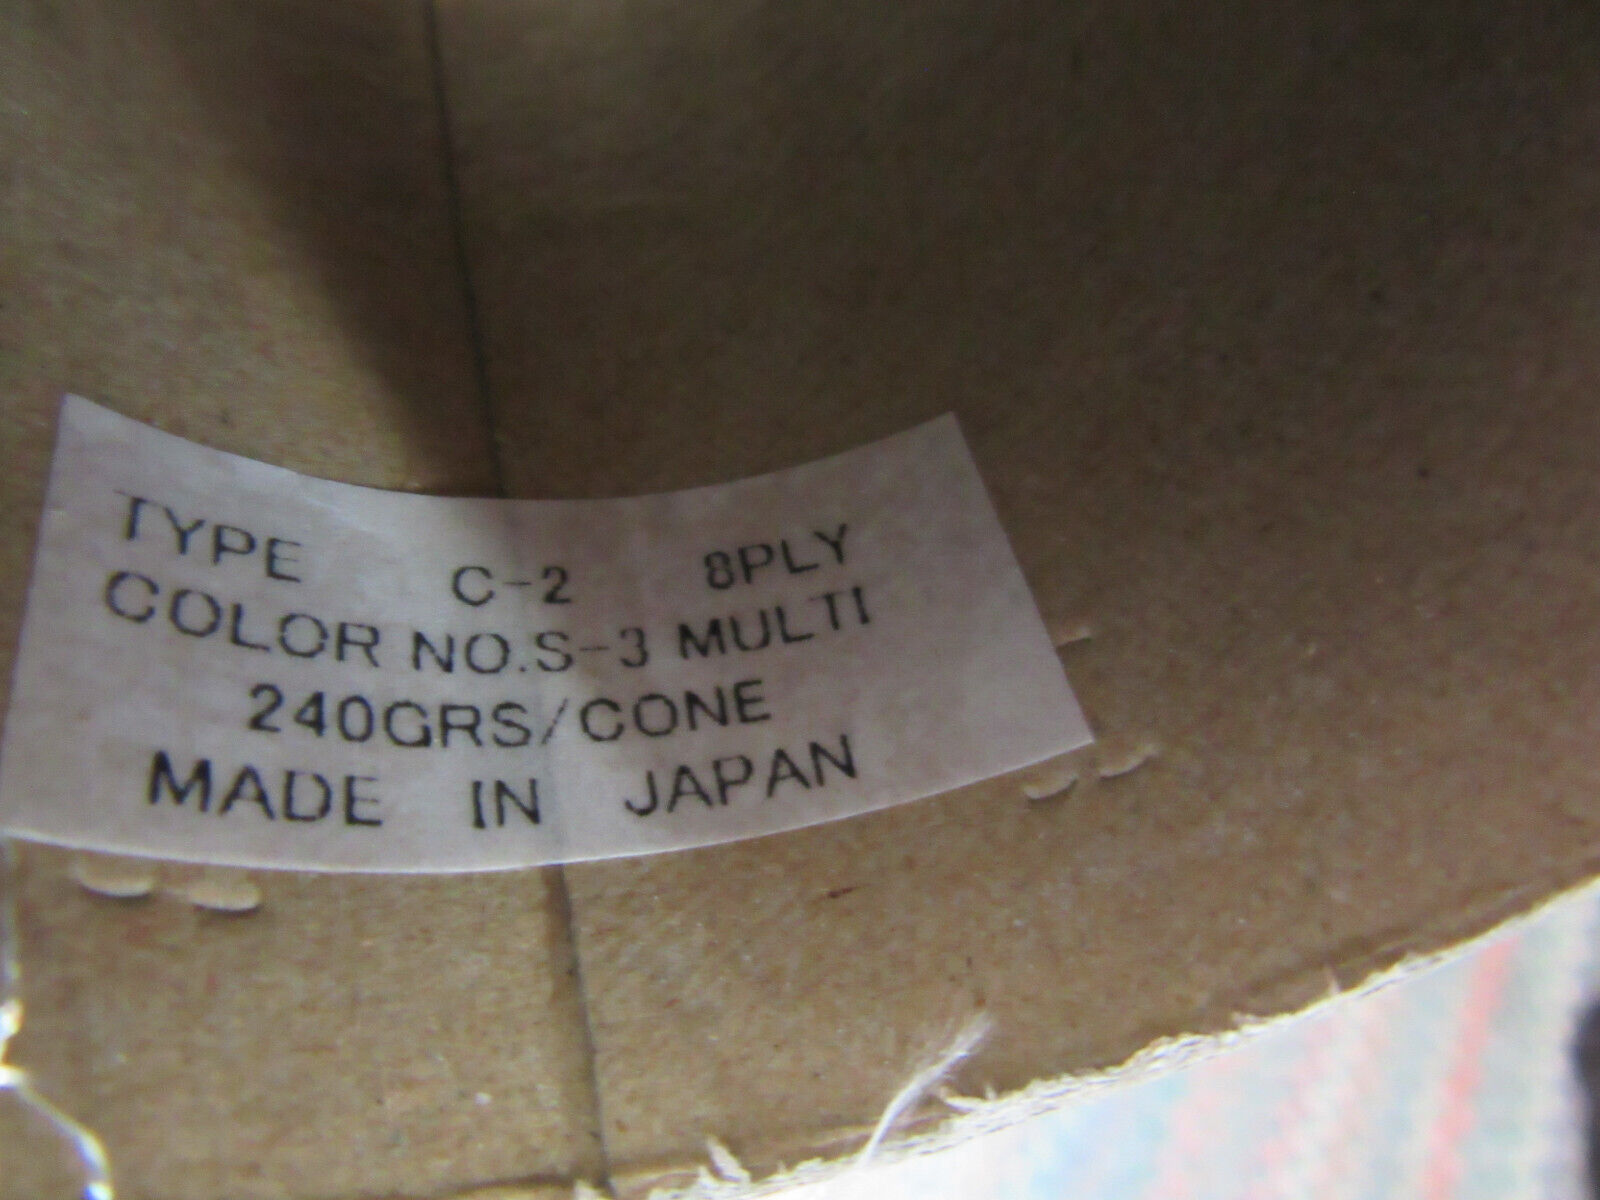 TYPE C-2 8PLY
COLOR NO.S-3 MULTI
240GRS/CONE
MADE IN JAPAN